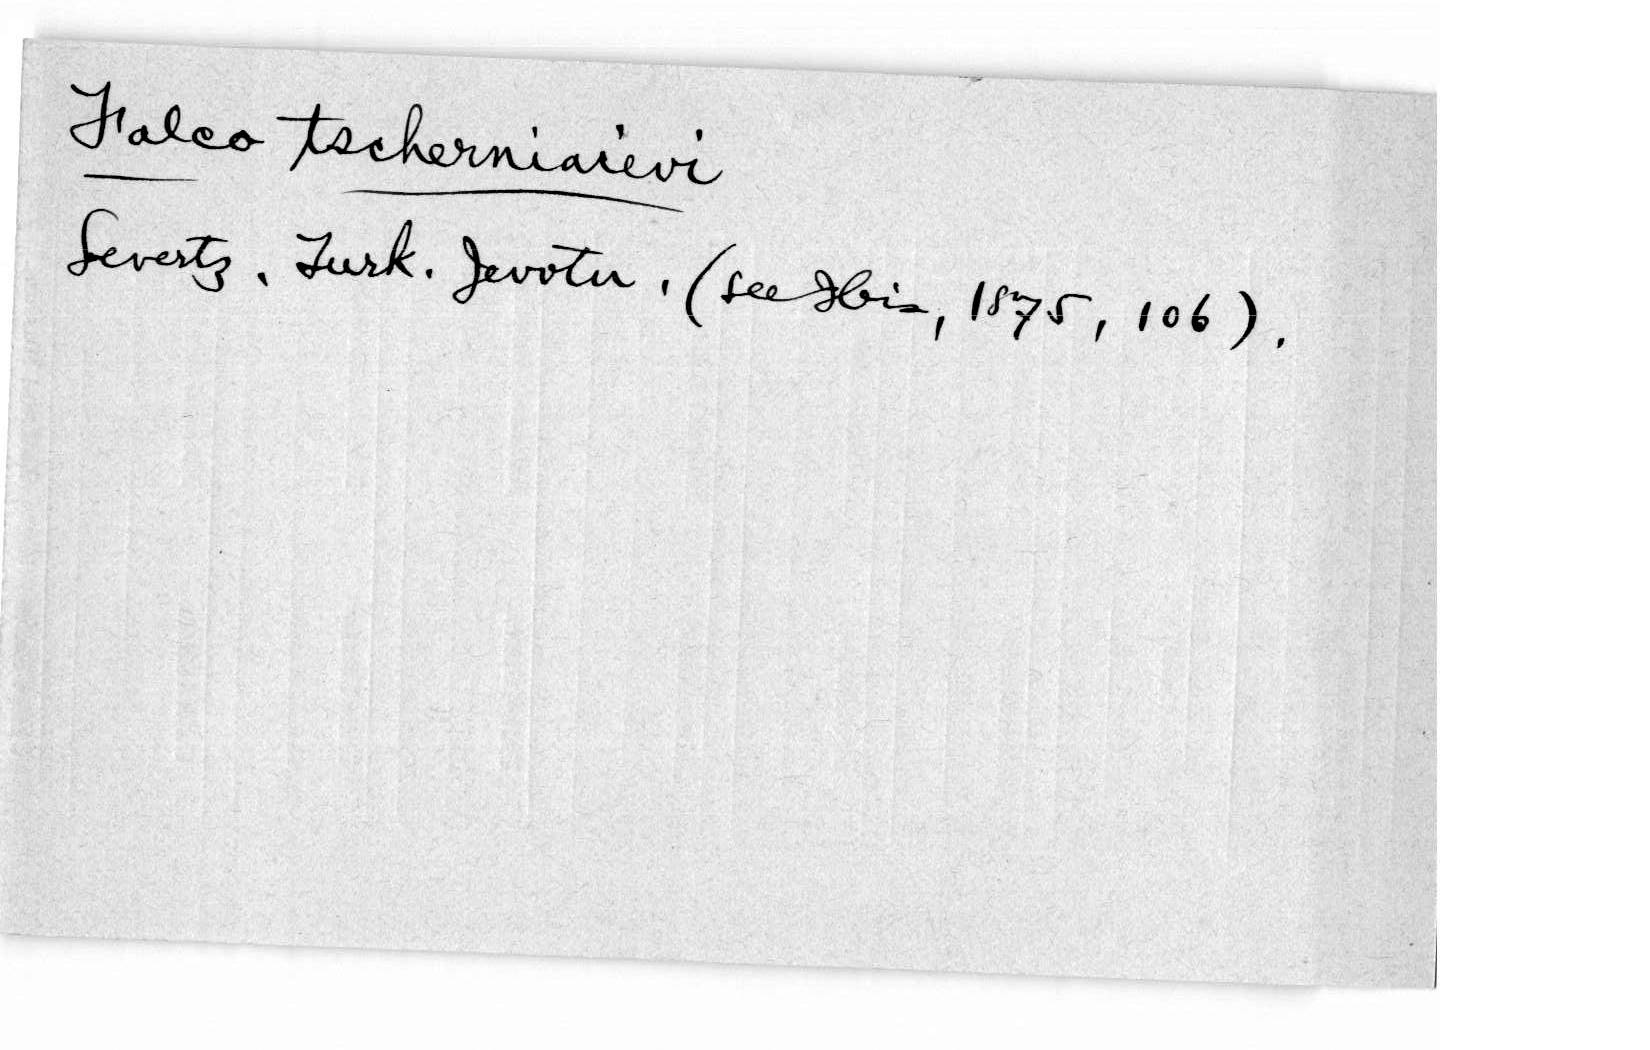 Falco tscherniaievi
Severtz. Turk. Jevotn. (see Ibis, 1875, 106).